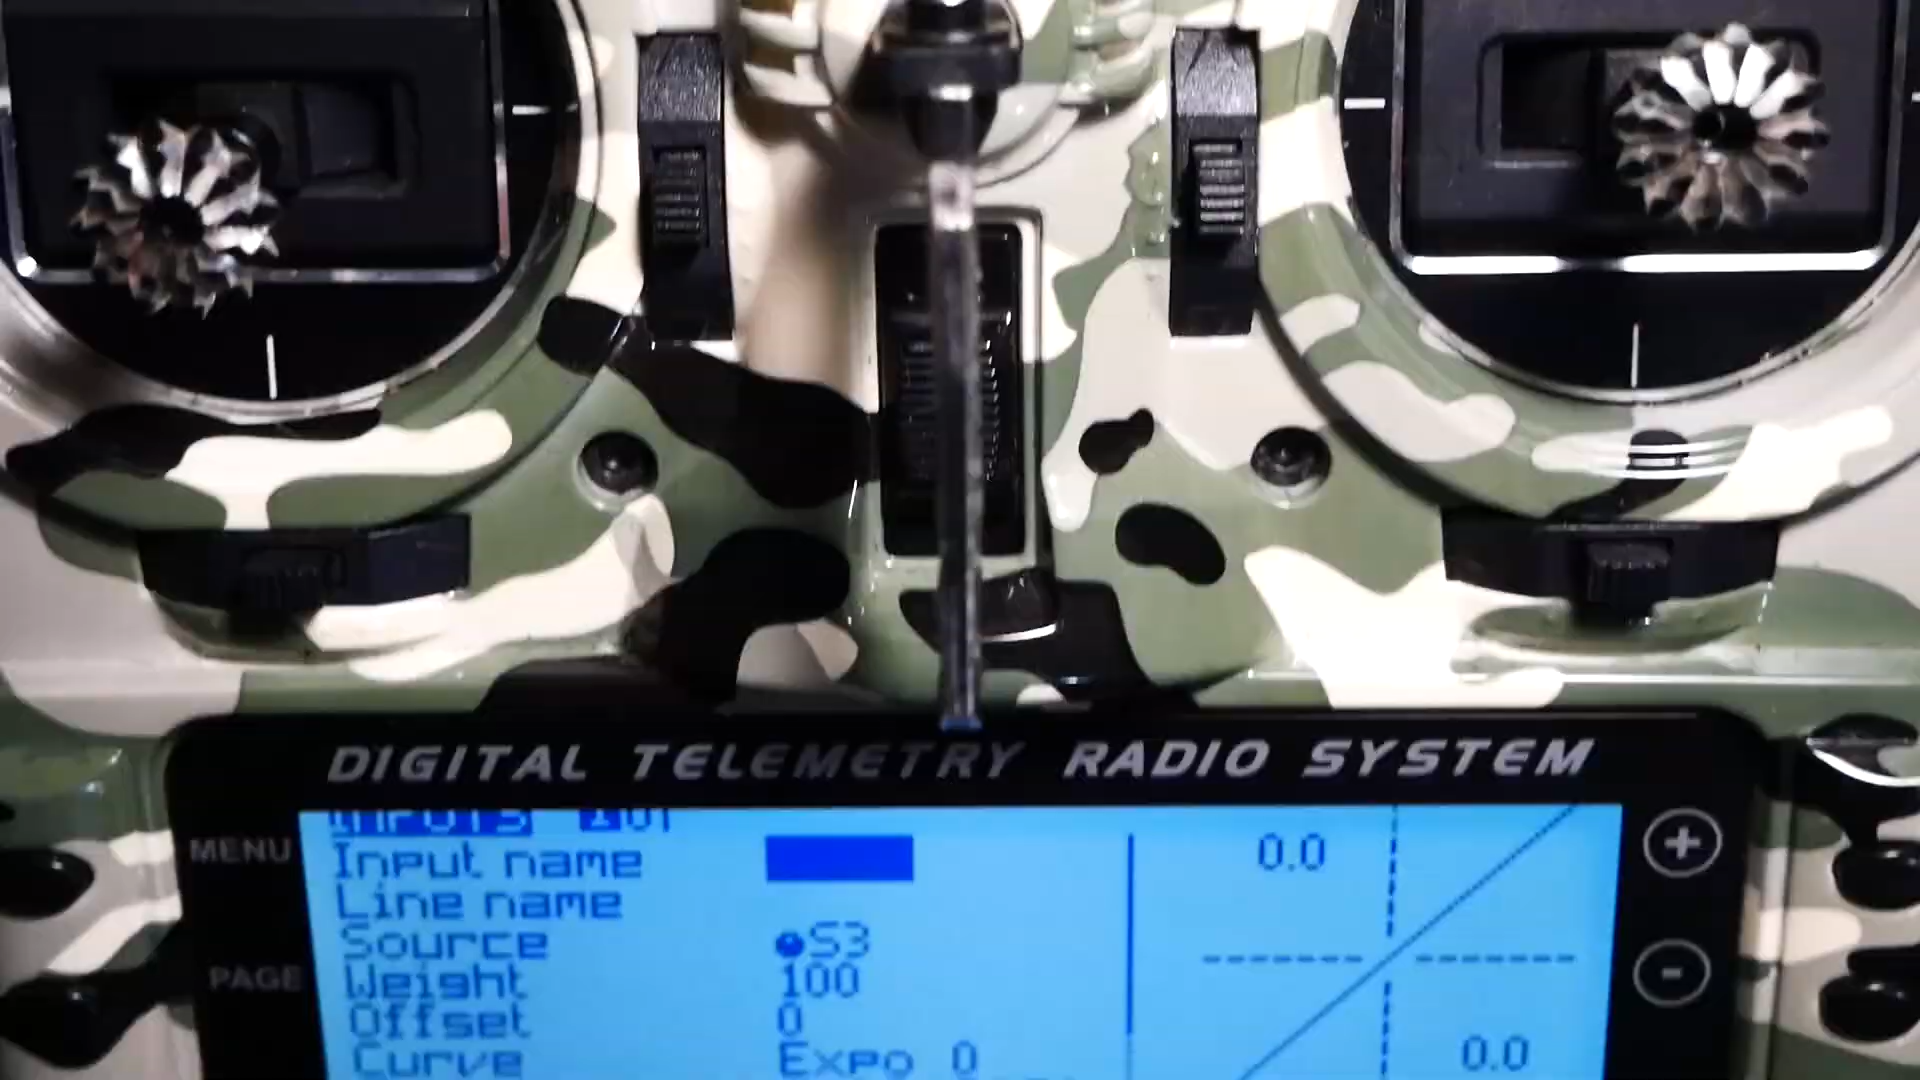 DIGITAL TELEMETRY RADIO SYSTEM
INPUTS
MENU
+
Input name
0.0
Line name
Source S3
PAGE
-
Weight 100
Offset 0
Curve Expo 0
0.0